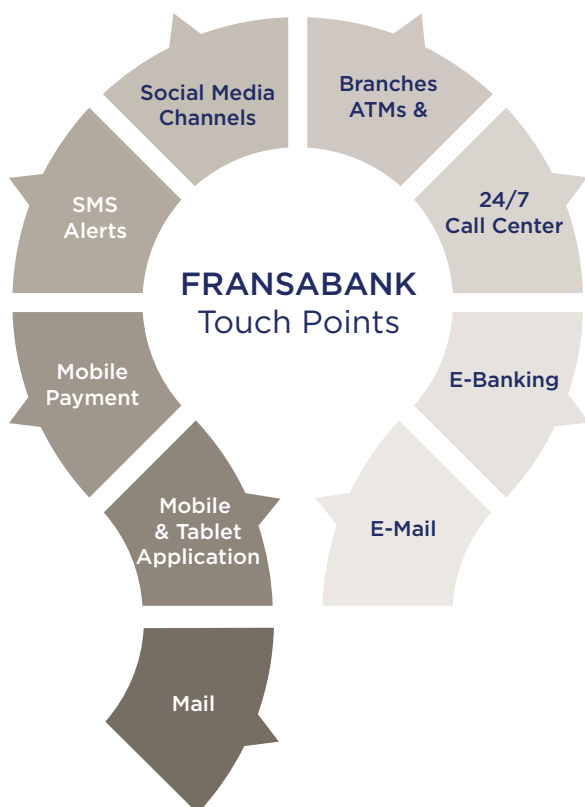 Social Media
Channels
Branches
ATMs &
SMS
Alerts
24/7
Call Center
FRANSABANK
Touch Points
Mobile
Payment
E-Banking
Mobile
& Tablet
Application
E-Mail
Mail